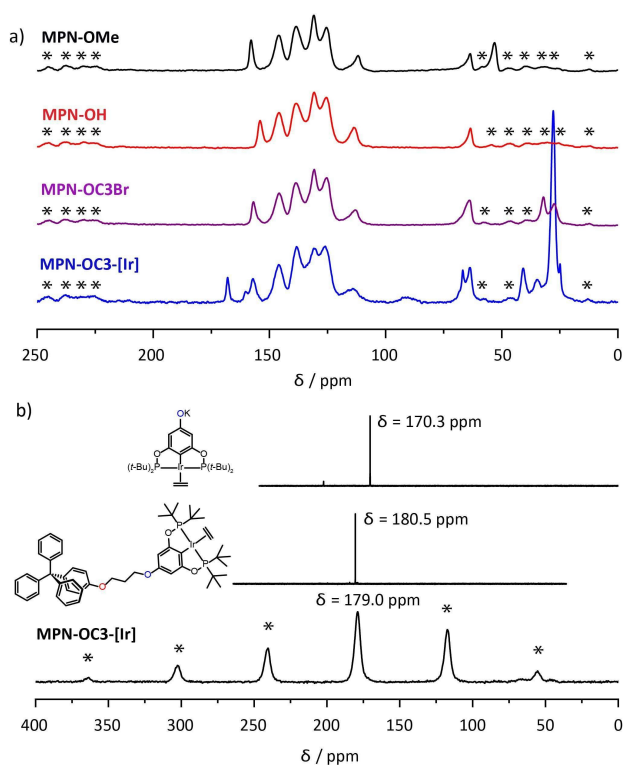 a)
MPN-OMe
* * * * * * * * * *
MPN-OH
* * * * * * * * * *
MPN-OC3Br
* * * * * * * *
MPN-OC3-[Ir]
* * * * * * *
250 200 150 100 50 0
δ / ppm
b)
OK
δ = 170.3 ppm
O O
(t-Bu)₂P Ir P(t-Bu)₂
δ = 180.5 ppm
O P
Ir
O O O P
δ = 179.0 ppm
MPN-OC3-[Ir]
* * * * *
400 350 300 250 200 150 100 50 0
δ / ppm